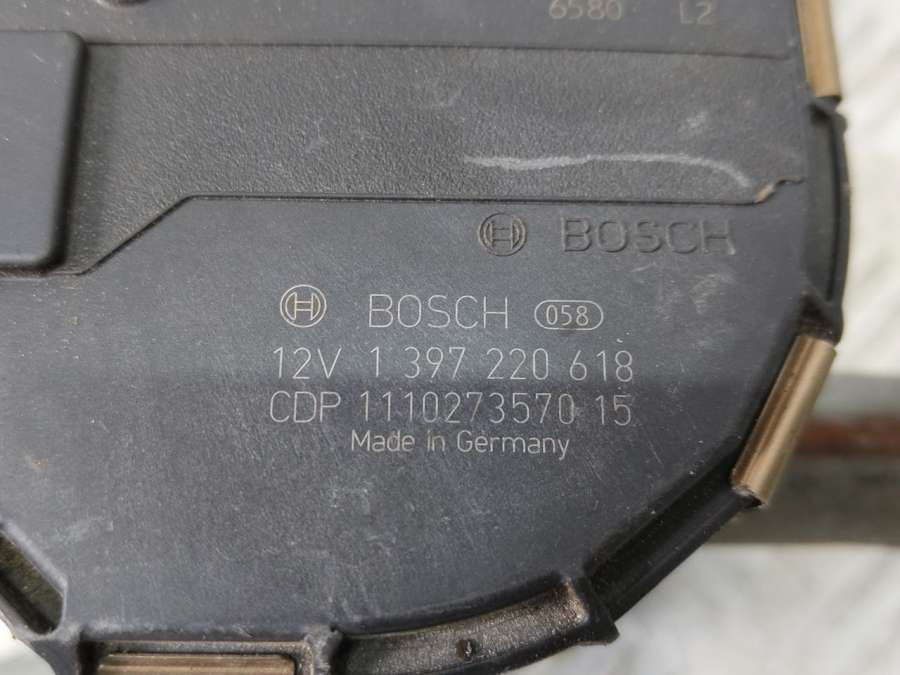 6580 L2
BOSCH
BOSCH 058
12V 1 397 220 618
CDP 1110273570 15
Made in Germany